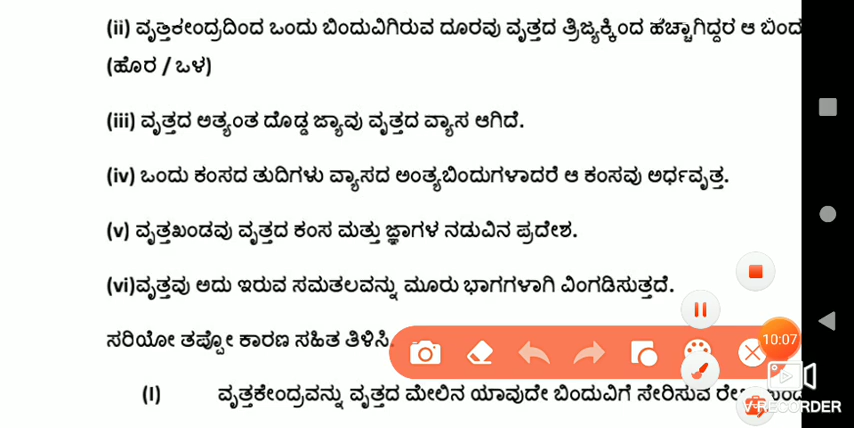 (ii) ವೃತ್ತಕೇಂದ್ರದಿಂದ ಒಂದು ಬಿಂದುವಿಗಿರುವ ದೂರವು ವೃತ್ತದ ತ್ರಿಜ್ಯಕ್ಕಿಂದ ಹೆಚ್ಚಾಗಿದ್ದರೆ ಆ
(ಹೊರ / ಒಳ)
(iii) ವೃತ್ತದ ಅತ್ಯಂತ ದೊಡ್ಡ ಜ್ಯಾವು ವೃತ್ತದ ವ್ಯಾಸ ಆಗಿದೆ.
(iv) ಒಂದು ಕಂಸದ ತುದಿಗಳು ವ್ಯಾಸದ ಅಂತ್ಯಬಿಂದುಗಳಾದರೆ ಆ ಕಂಸವು ಅರ್ಧವೃತ್ತ.
(v) ವೃತ್ತಖಂಡವು ವೃತ್ತದ ಕಂಸ ಮತ್ತು ಜ್ಞಾಗಳ ನಡುವಿನ ಪ್ರದೇಶ.
(vi)ವೃತ್ತವು ಅದು ಇರುವ ಸಮತಲವನ್ನು ಮೂರು ಭಾಗಗಳಾಗಿ ವಿಂಗಡಿಸುತ್ತದೆ.
ಸರಿಯೋ ತಪ್ಪೋ ಕಾರಣ ಸಹಿತ ತಿಳಿಸಿ.
10:07
(I) ವೃತ್ತಕೇಂದ್ರವನ್ನು ವೃತ್ತದ ಮೇಲಿನ ಯಾವುದೇ ಬಿಂದುವಿಗೆ ಸೇರಿಸುವ
V RECORDER